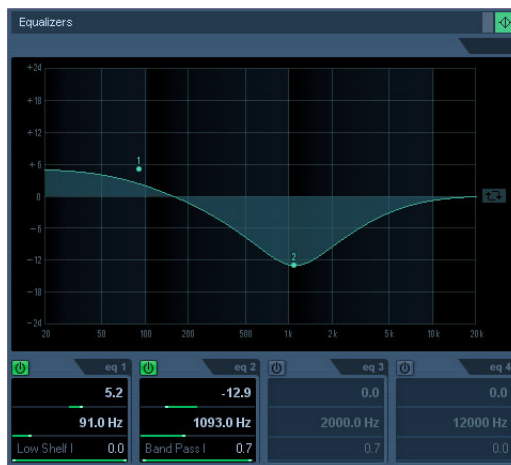 Equalizers
+24
+18
+12
+6
0
-6
-12
-18
-24
1
2
20 50 100 200 500 1k 2k 5k 10k 20k
eq 1 eq 2 eq 3 eq 4
5.2 -12.9 0.0 0.0
91.0 Hz 1093.0 Hz 2000.0 Hz 12000 Hz
Low Shelf I 0.0 Band Pass I 0.7 0.7 0.0